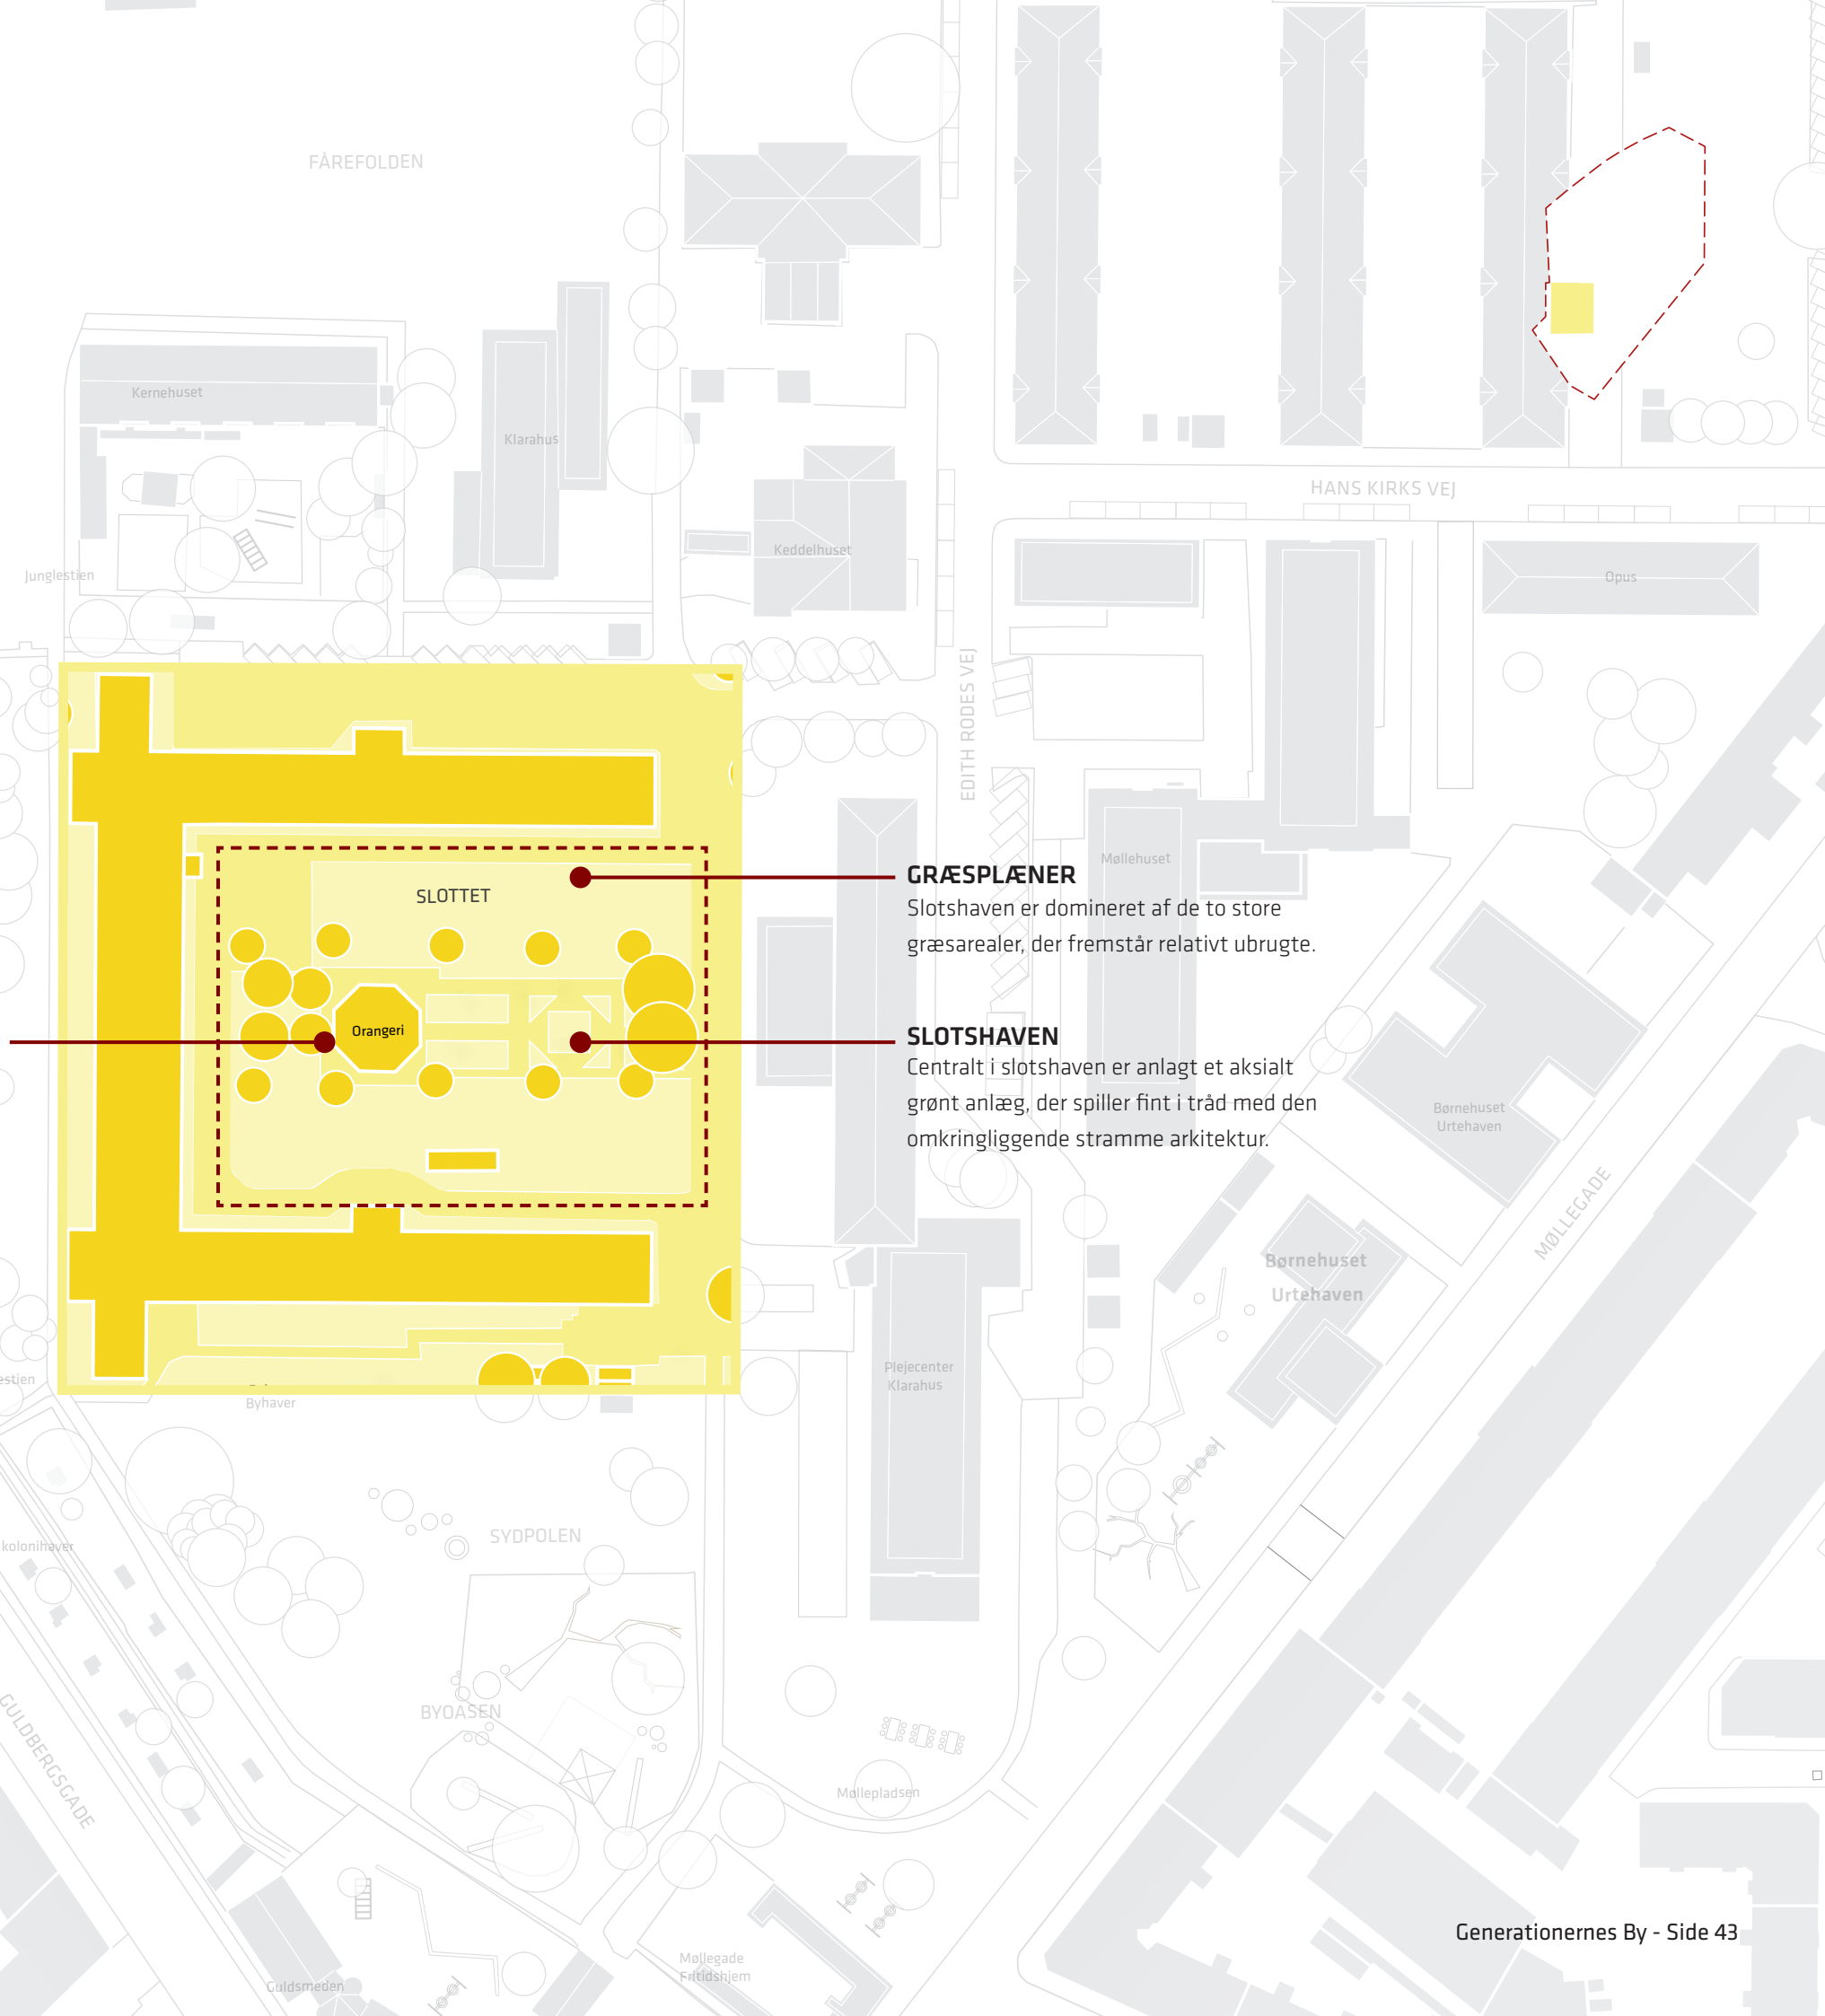 FÅREFOLDEN
Kernehuset
Klarahus
Keddelhuset
Junglestien
HANS KIRKS VEJ
Opus
EDITH RODES VEJ
Møllehuset
GRÆSPLÆNER
Slotshaven er domineret af de to store
græsarealer, der fremstår relativt ubrugte.
SLOTTET
Orangeri
SLOTSHAVEN
Centralt i slotshaven er anlagt et aksialt
grønt anlæg, der spiller fint i tråd med den
omkringliggende stramme arkitektur.
Børnehuset
Urtehaven
MØLLEGADE
Børnehuset
Urtehaven
Plejecenter
Klarahus
estien
Byhaver
SYDPOLEN
kolonihaver
BYOASEN
GULDBERGSGADE
Møllepladsen
Møllegade
Fritidshjem
Guldsmeden
Generationernes By - Side 43